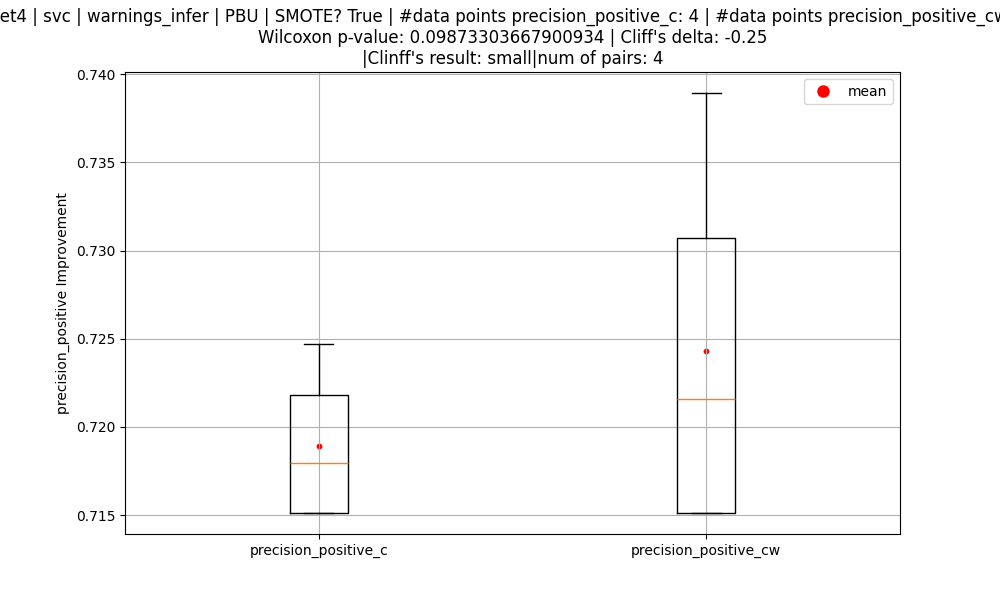 et4 | svc | warnings_infer | PBU | SMOTE? True | #data points precision_positive_c: 4 | #data points precision_positive_cw
Wilcoxon p-value: 0.09873303667900934 | Cliff's delta: -0.25
|Clinff's result: small|num of pairs: 4
mean
0.740
0.735
0.730
0.725
0.720
0.715
precision_positive Improvement
precision_positive_c
precision_positive_cw